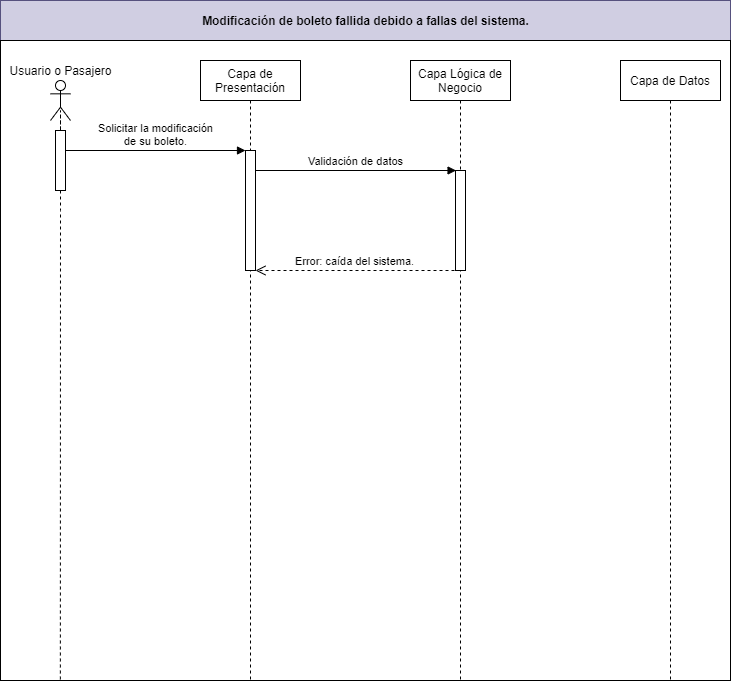 Modificación de boleto fallida debido a fallas del sistema.
Usuario o Pasajero
Capa de
Presentación
Capa Lógica de
Negocio
Capa de Datos
Solicitar la modificación
de su boleto.
Validación de datos
Error: caída del sistema.